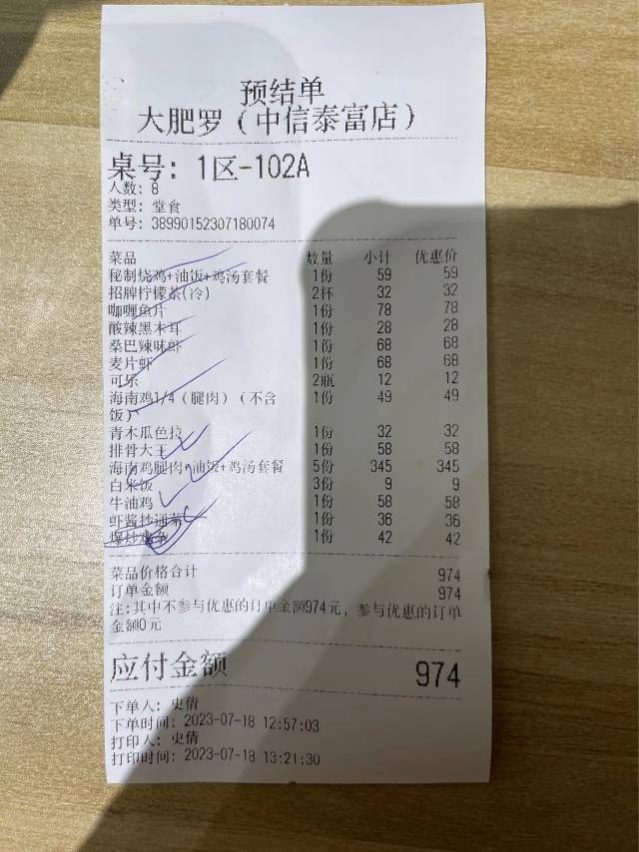 预结单
大肥罗（中信泰富店）
桌号：1区-102A
人数：8
类型：堂食
单号：38990152307180074
菜品 数量 小计 优惠价
秘制烧鸡+油饭+鸡汤套餐 1份 59 59
招牌柠檬茶(冷) 2杯 32 32
咖喱鱼片 1份 78 78
酸辣黑木耳 1份 28 28
桑巴辣味虾 1份 68 68
麦片虾 1份 68 68
可乐 2瓶 12 12
海南鸡1/4（腿肉）（不含 1份 49 49
饭）
青木瓜色拉 1份 32 32
排骨大王 1份 58 58
海南鸡腿肉+油饭+鸡汤套餐 5份 345 345
白米饭 3份 9 9
牛油鸡 1份 58 58
虾酱炒通菜 1份 36 36
爆炒 1份 42 42
菜品价格合计 974
订单金额 974
注:其中不参与优惠的订单金额974元，参与优惠的订单
金额0元
应付金额 974
下单人：史倩
下单时间：2023-07-18 12:57:03
打印人：史倩
打印时间：2023-07-18 13:21:30